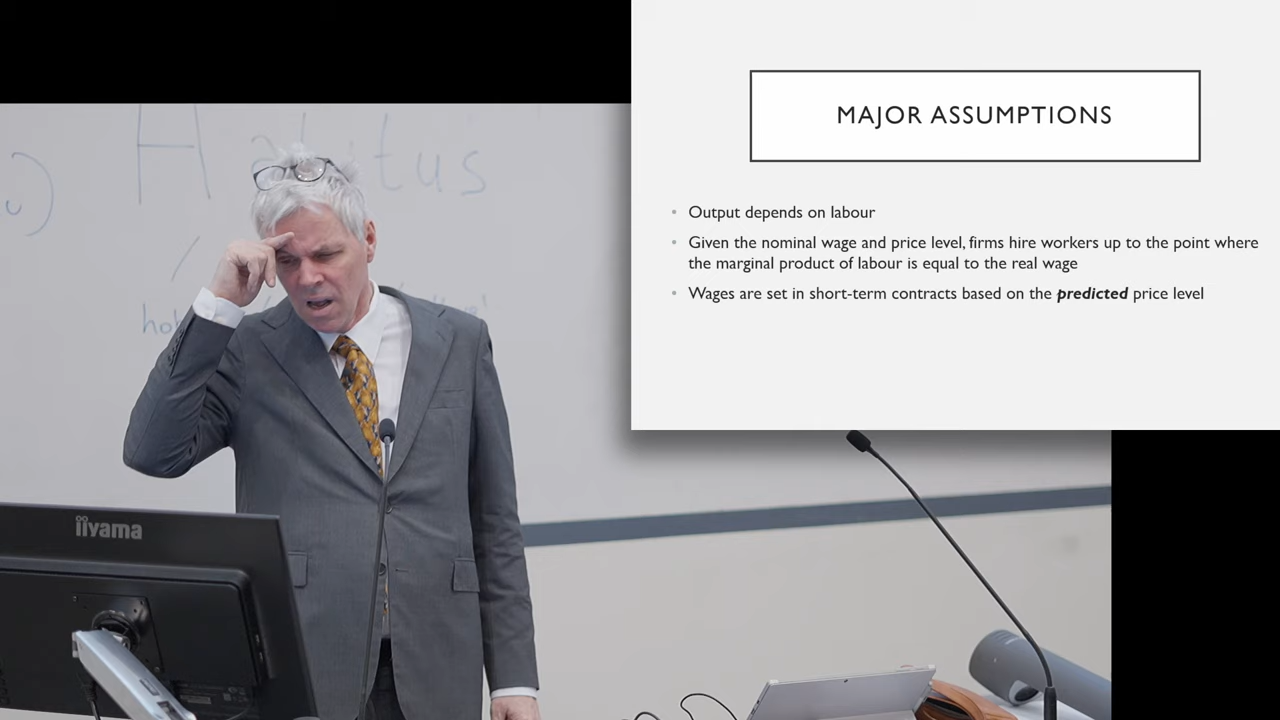 MAJOR ASSUMPTIONS
Output depends on labour
Given the nominal wage and price level, firms hire workers up to the point where
the marginal product of labour is equal to the real wage
Wages are set in short-term contracts based on the predicted price level
iiyama